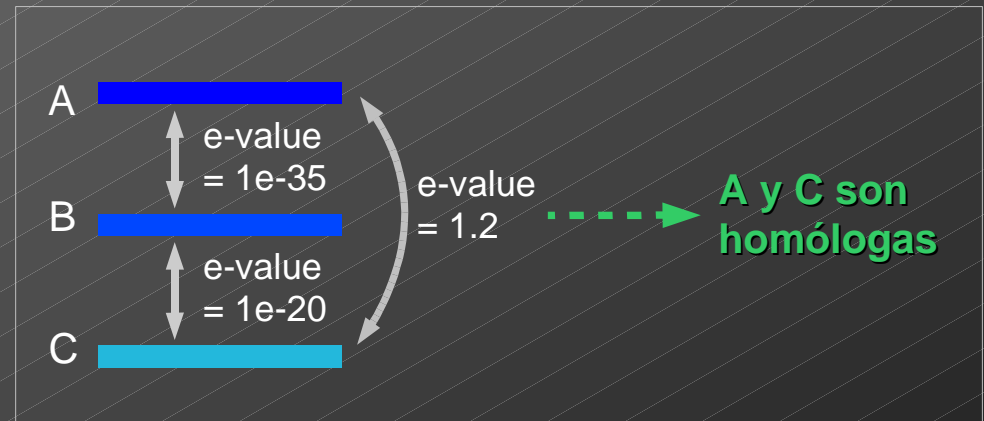 A
e-value
= 1e-35
B
e-value
= 1e-20
C
e-value
= 1.2
A y C son
homólogas